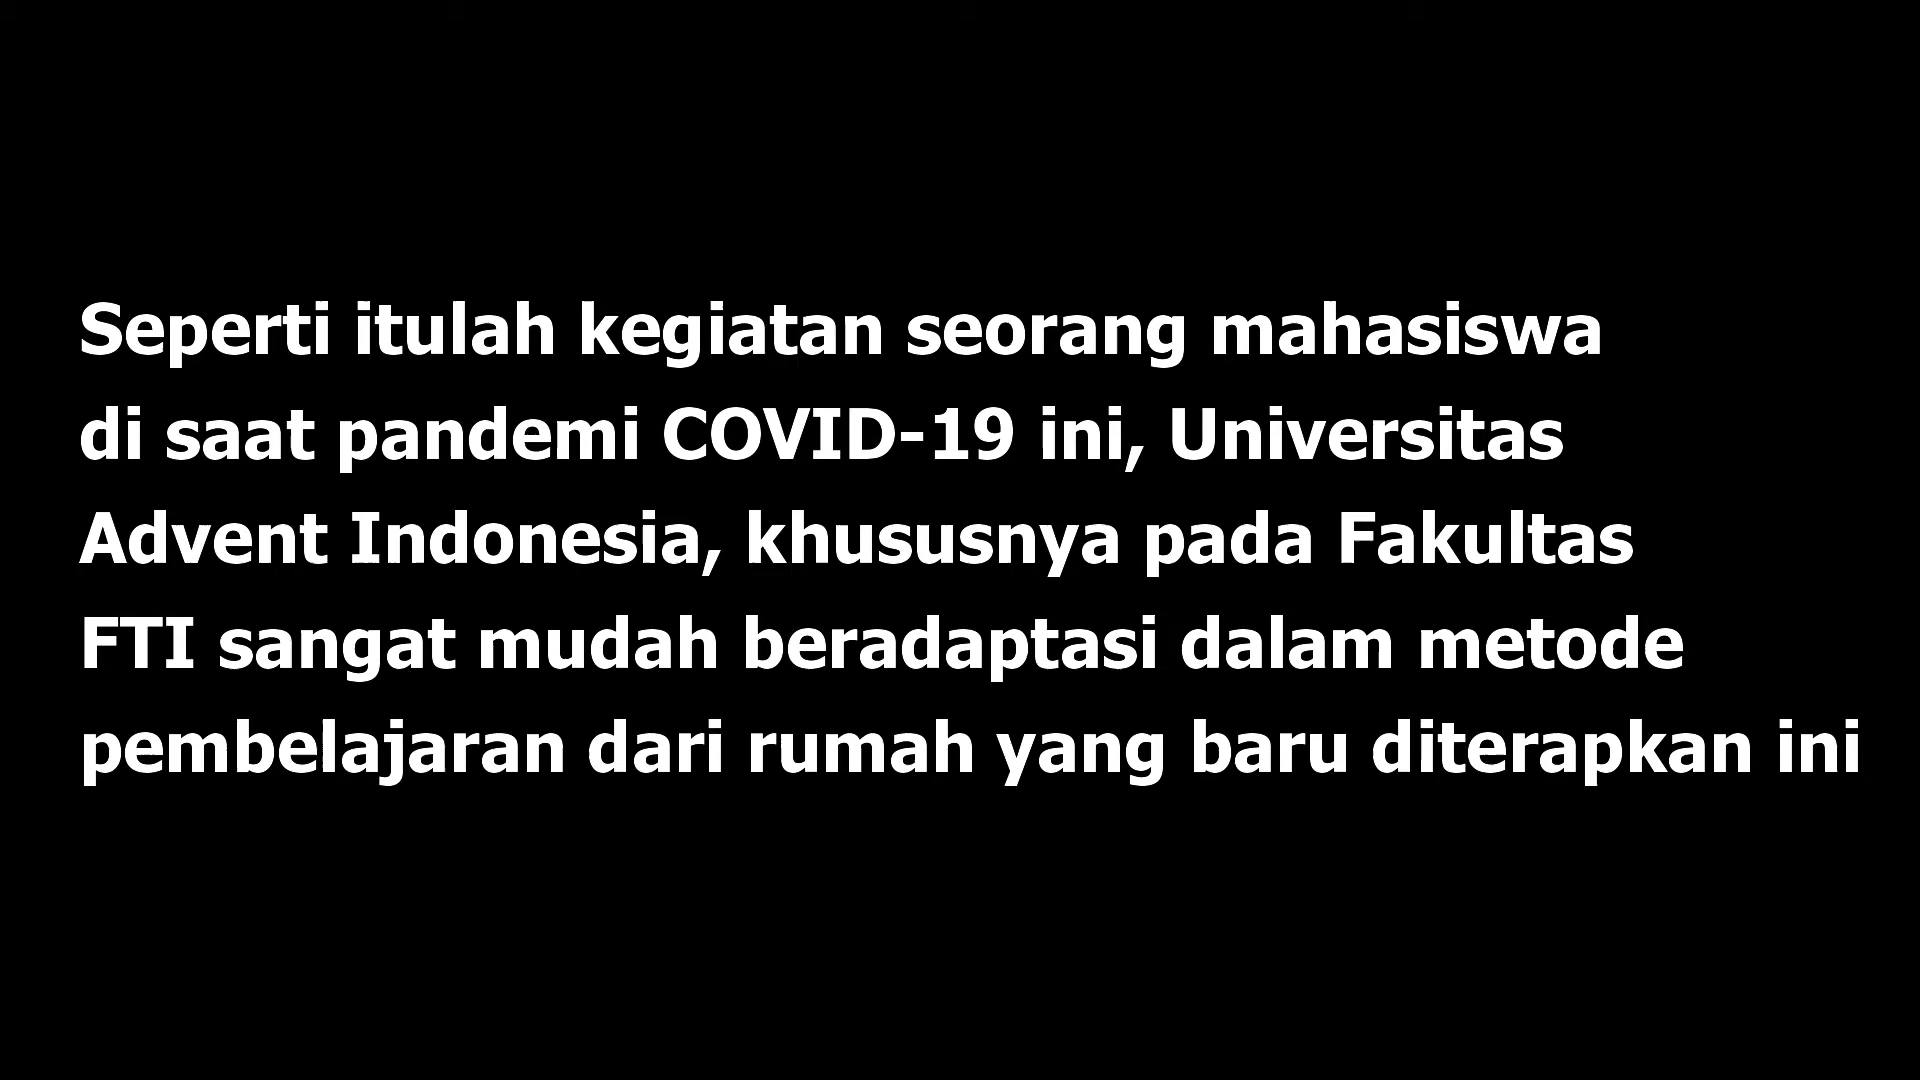 Seperti itulah kegiatan seorang mahasiswa
di saat pandemi COVID-19 ini, Universitas
Advent Indonesia, khususnya pada Fakultas
FTI sangat mudah beradaptasi dalam metode
pembelajaran dari rumah yang baru diterapkan ini